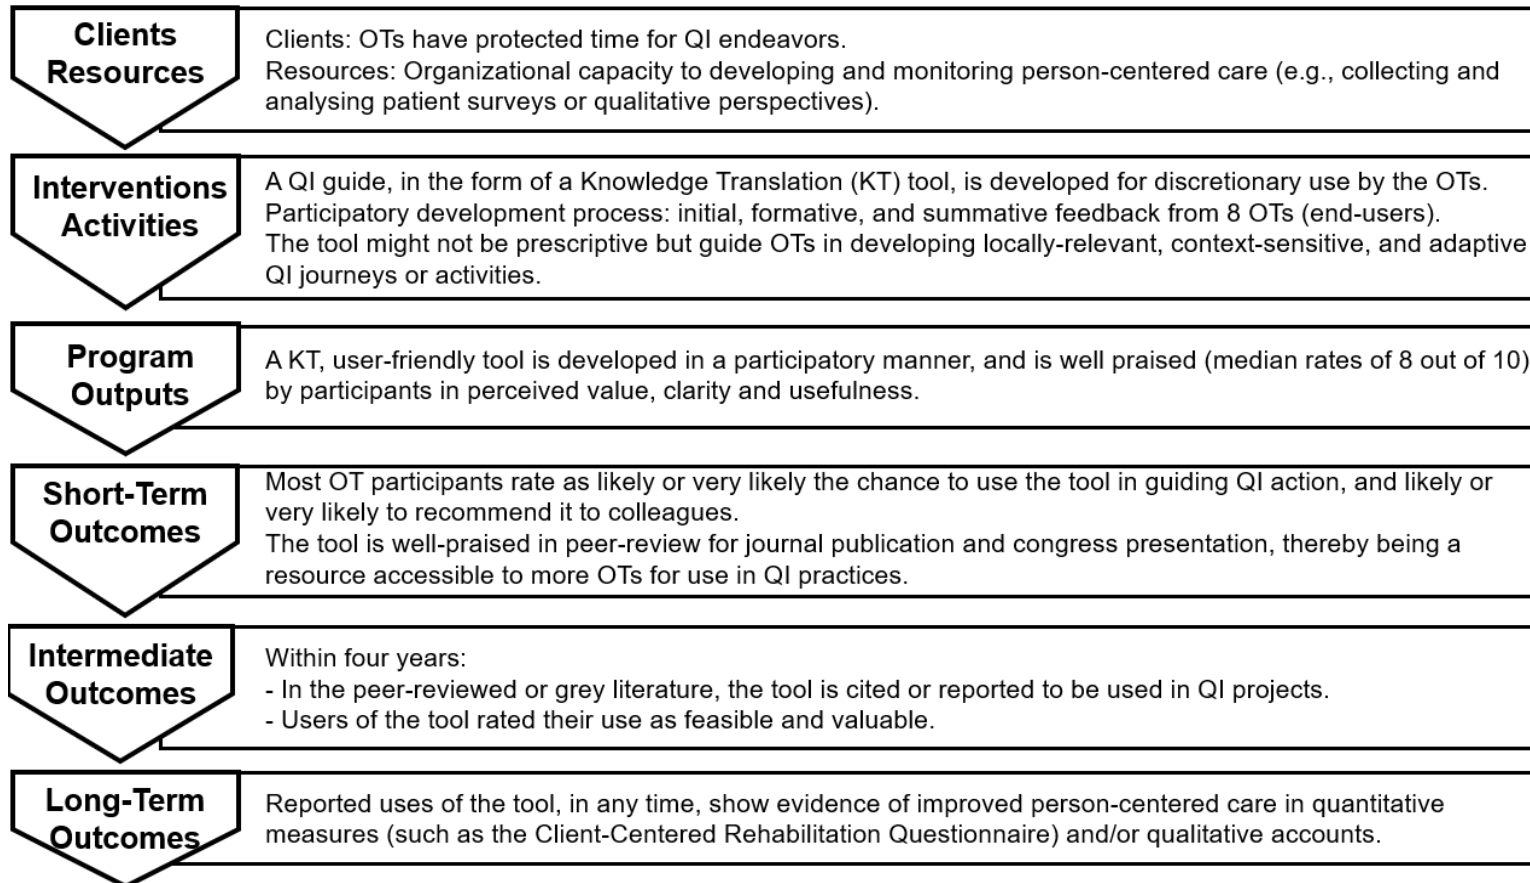 Clients
Resources
Clients: OTs have protected time for QI endeavors.
Resources: Organizational capacity to developing and monitoring person-centered care (e.g., collecting and
analysing patient surveys or qualitative perspectives).
Interventions
Activities
A QI guide, in the form of a Knowledge Translation (KT) tool, is developed for discretionary use by the OTs.
Participatory development process: initial, formative, and summative feedback from 8 OTs (end-users).
The tool might not be prescriptive but guide OTs in developing locally-relevant, context-sensitive, and adaptive
QI journeys or activities.
Program
Outputs
A KT, user-friendly tool is developed in a participatory manner, and is well praised (median rates of 8 out of 10)
by participants in perceived value, clarity and usefulness.
Short-Term
Outcomes
Most OT participants rate as likely or very likely the chance to use the tool in guiding QI action, and likely or
very likely to recommend it to colleagues.
The tool is well-praised in peer-review for journal publication and congress presentation, thereby being a
resource accessible to more OTs for use in QI practices.
Intermediate
Outcomes
Within four years:
- In the peer-reviewed or grey literature, the tool is cited or reported to be used in QI projects.
- Users of the tool rated their use as feasible and valuable.
Long-Term
Outcomes
Reported uses of the tool, in any time, show evidence of improved person-centered care in quantitative
measures (such as the Client-Centered Rehabilitation Questionnaire) and/or qualitative accounts.